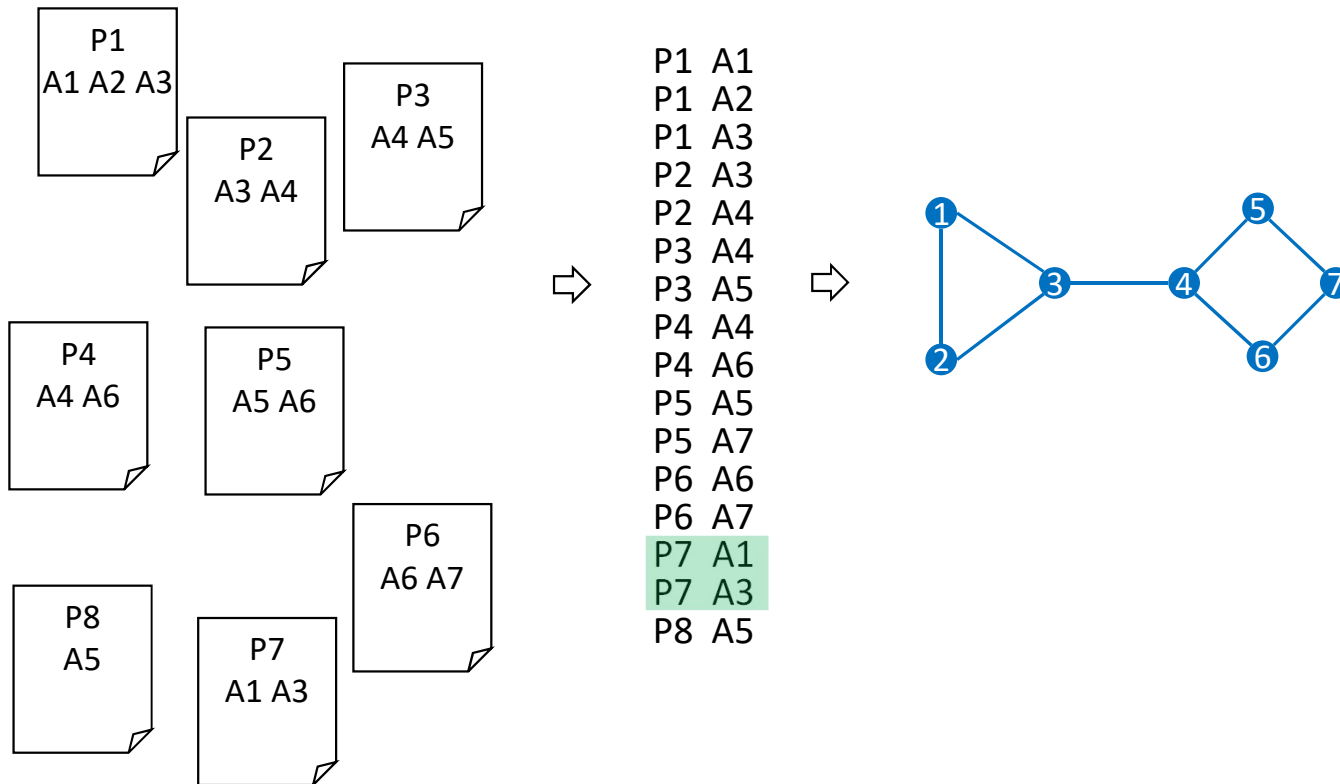 P1
A1 A2 A3
P2
A3 A4
P3
A4 A5
P4
A4 A6
P5
A5 A6
P6
A6 A7
P8
A5
P7
A1 A3
P1 A1
P1 A2
P1 A3
P2 A3
P2 A4
P3 A4
P3 A5
P4 A4
P4 A6
P5 A5
P5 A7
P6 A6
P6 A7
P7 A1
P7 A3
P8 A5
1
2
3
4
5
6
7